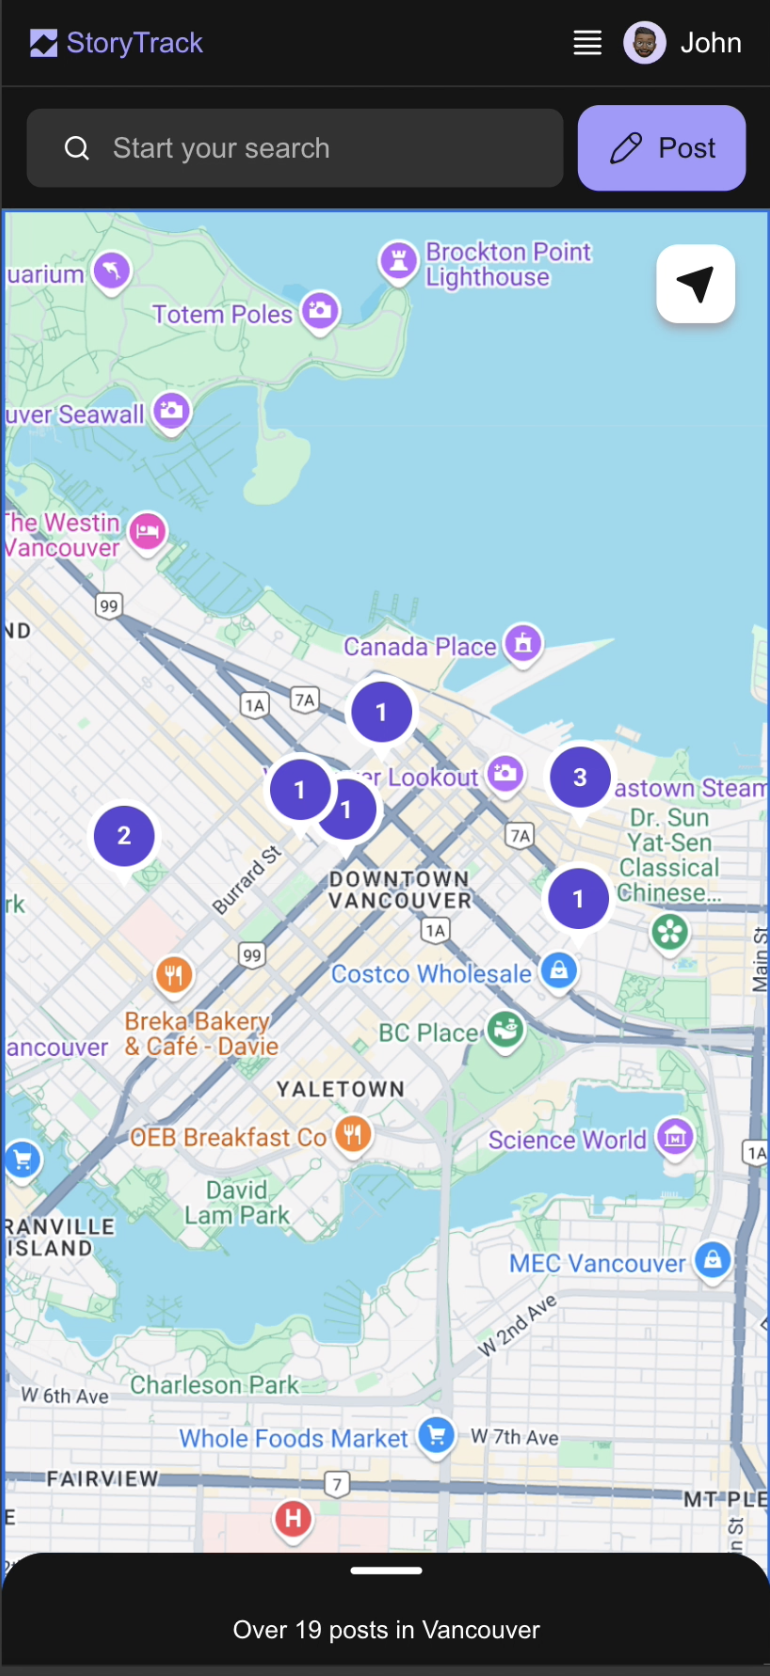 StoryTrack
John
Start your search
Post
Brockton Point
Lighthouse
uarium
Totem Poles
uver Seawall
The Westin
Vancouver
99
ND
Canada Place
1A
7A
1
er Lookout
1
1
3
astown Steam
2
7A
Dr. Sun
Yat-Sen
Classical
Chinese...
Burrard St
DOWNTOWN
VANCOUVER
1
rk
1A
99
Main St
Costco Wholesale
Breka Bakery
& Café - Davie
BC Place
ancouver
YALETOWN
OEB Breakfast Co
Science World
1A
David
Lam Park
RANVILLE
ISLAND
MEC Vancouver
W 2nd Ave
Charleson Park
W 6th Ave
Whole Foods Market
W 7th Ave
FAIRVIEW
7
MT PLE
E
H
n St
Over 19 posts in Vancouver